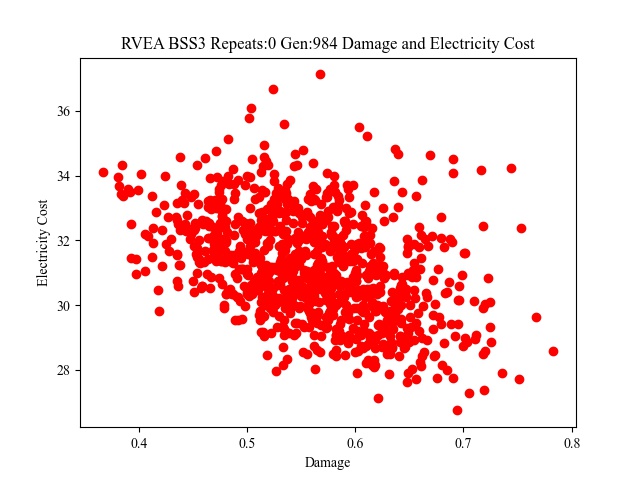 RVEA BSS3 Repeats:0 Gen:984 Damage and Electricity Cost
36
34
32
30
28
Electricity Cost
0.4 0.5 0.6 0.7 0.8
Damage